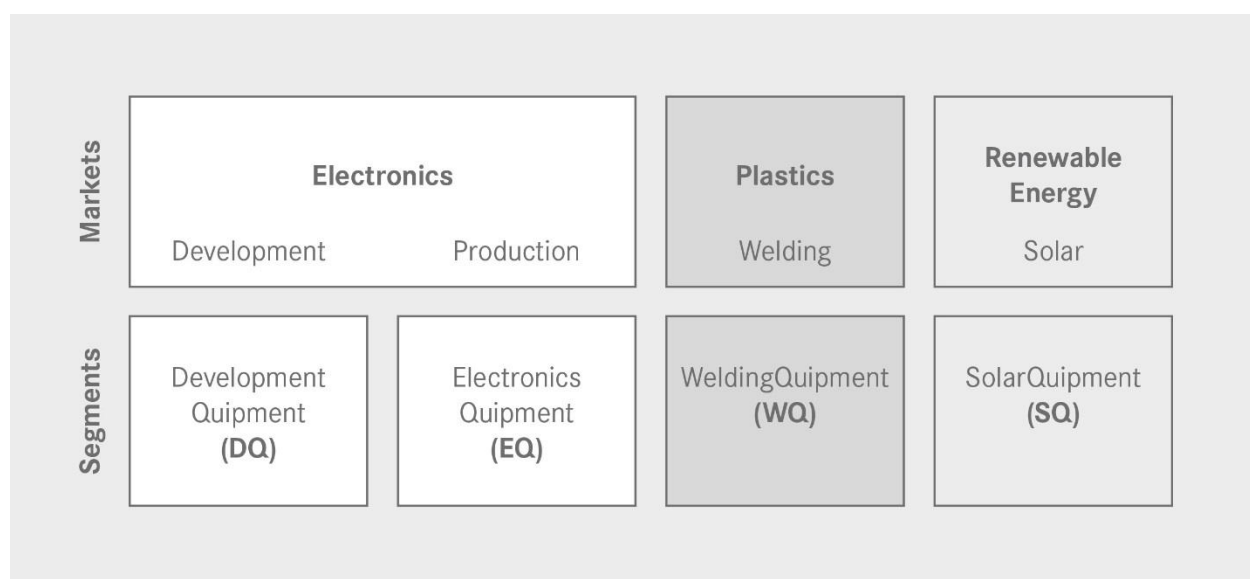 Markets
Electronics
Development
Production
Plastics
Welding
Renewable
Energy
Solar
Segments
Development
Quipment
(DQ)
Electronics
Quipment
(EQ)
WeldingQuipment
(WQ)
SolarQuipment
(SQ)